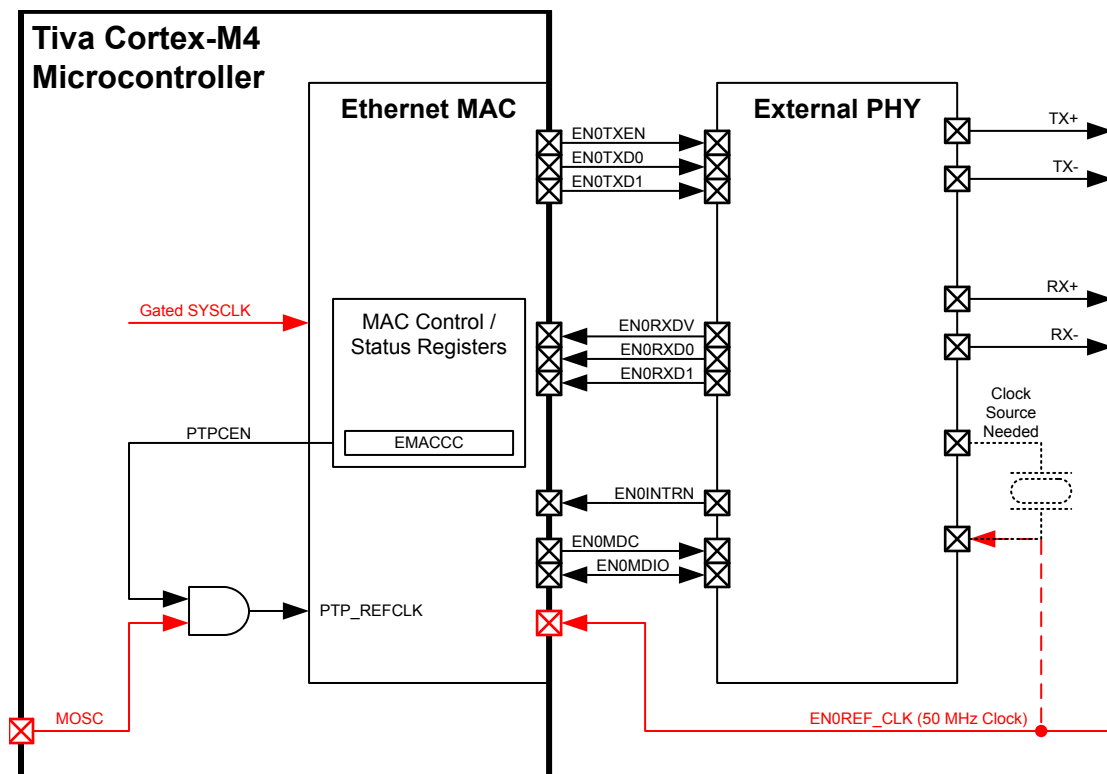 Tiva Cortex-M4
Microcontroller
Ethernet MAC
External PHY
EN0TXEN
EN0TXD0
EN0TXD1
TX+
TX-
Gated SYSCLK
MAC Control /
Status Registers
EMACCC
EN0RXDV
EN0RXD0
EN0RXD1
RX+
RX-
Clock
Source
Needed
PTPCEN
EN0INTRN
EN0MDC
EN0MDIO
PTP_REFCLK
MOSC
EN0REF_CLK (50 MHz Clock)